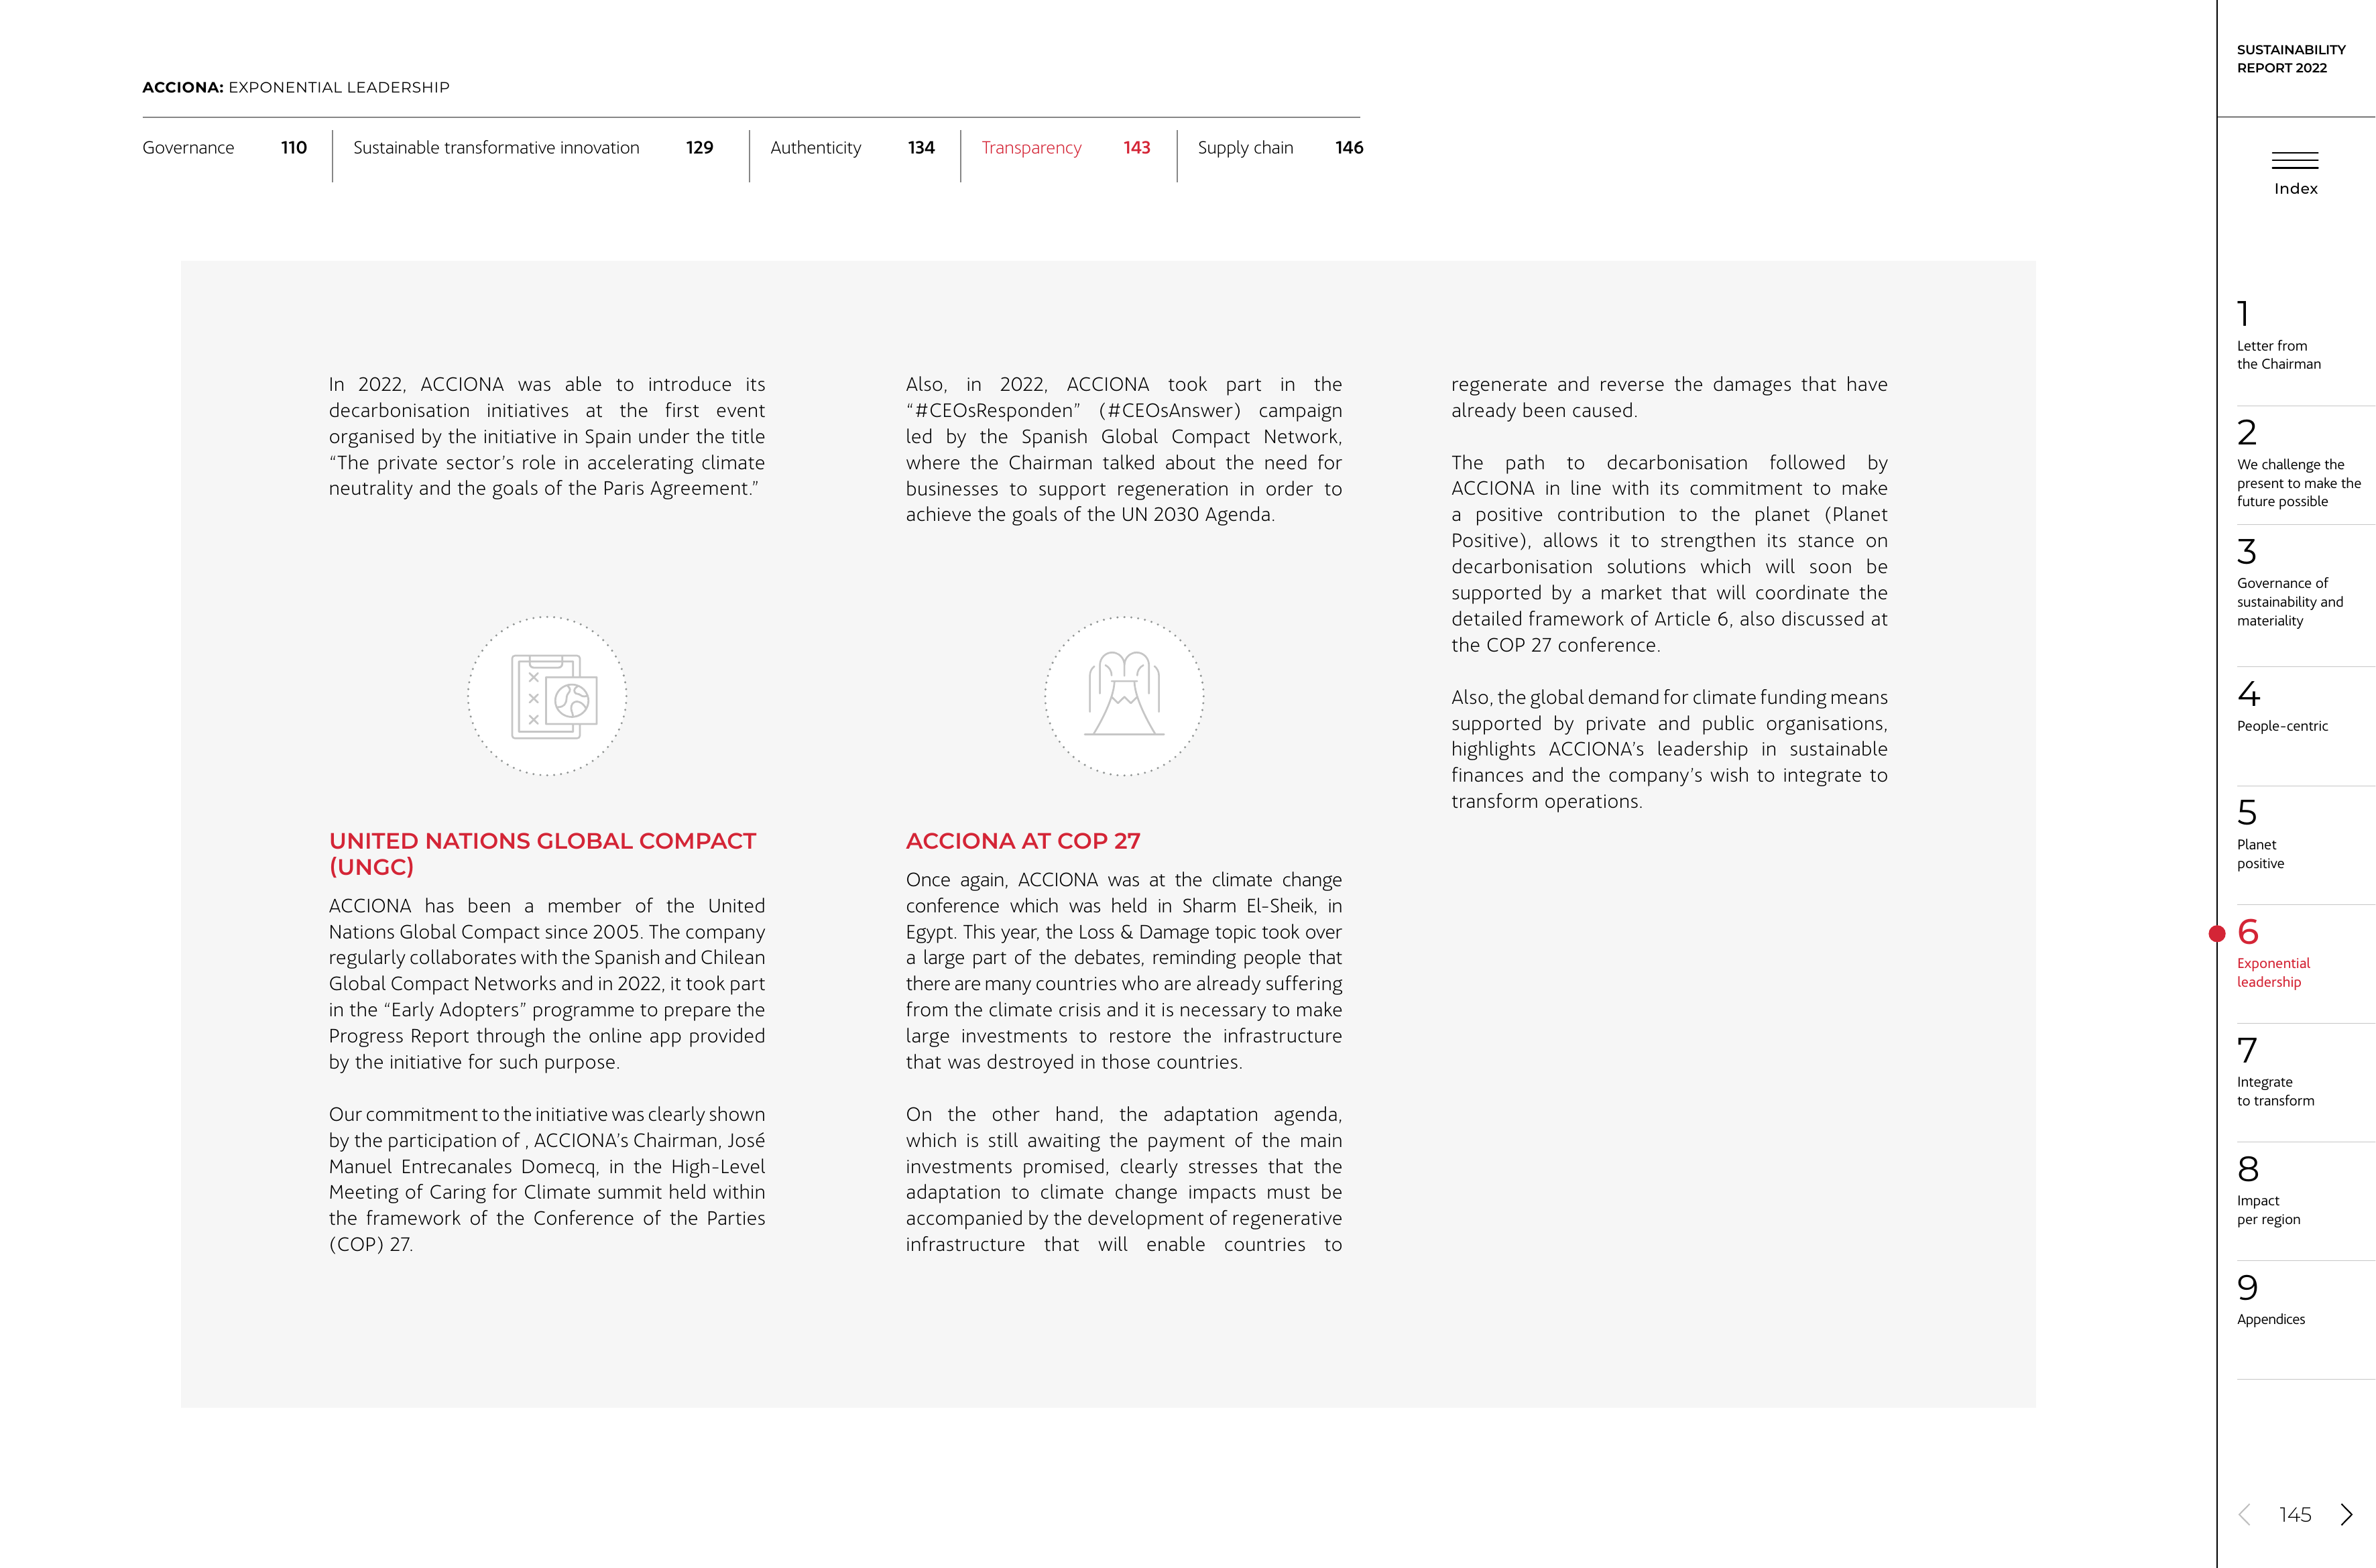 ACCIONA: EXPONENTIAL LEADERSHIP
Governance 110
Sustainable transformative innovation 129
Authenticity 134
Transparency 143
Supply chain 146
In 2022, ACCIONA was able to introduce its
decarbonisation initiatives at the first event
organised by the initiative in Spain under the title
“The private sector’s role in accelerating climate
neutrality and the goals of the Paris Agreement.”
UNITED NATIONS GLOBAL COMPACT
(UNGC)
ACCIONA has been a member of the United
Nations Global Compact since 2005. The company
regularly collaborates with the Spanish and Chilean
Global Compact Networks and in 2022, it took part
in the “Early Adopters” programme to prepare the
Progress Report through the online app provided
by the initiative for such purpose.
Our commitment to the initiative was clearly shown
by the participation of , ACCIONA’s Chairman, José
Manuel Entrecanales Domecq, in the High-Level
Meeting of Caring for Climate summit held within
the framework of the Conference of the Parties
(COP) 27.
Also, in 2022, ACCIONA took part in the
“#CEOsResponden” (#CEOsAnswer) campaign
led by the Spanish Global Compact Network,
where the Chairman talked about the need for
businesses to support regeneration in order to
achieve the goals of the UN 2030 Agenda.
ACCIONA AT COP 27
Once again, ACCIONA was at the climate change
conference which was held in Sharm El-Sheik, in
Egypt. This year, the Loss & Damage topic took over
a large part of the debates, reminding people that
there are many countries who are already suffering
from the climate crisis and it is necessary to make
large investments to restore the infrastructure
that was destroyed in those countries.
On the other hand, the adaptation agenda,
which is still awaiting the payment of the main
investments promised, clearly stresses that the
adaptation to climate change impacts must be
accompanied by the development of regenerative
infrastructure that will enable countries to
regenerate and reverse the damages that have
already been caused.
The path to decarbonisation followed by
ACCIONA in line with its commitment to make
a positive contribution to the planet (Planet
Positive), allows it to strengthen its stance on
decarbonisation solutions which will soon be
supported by a market that will coordinate the
detailed framework of Article 6, also discussed at
the COP 27 conference.
Also, the global demand for climate funding means
supported by private and public organisations,
highlights ACCIONA’s leadership in sustainable
finances and the company’s wish to integrate to
transform operations.
SUSTAINABILITY
REPORT 2022
Index
1
Letter from
the Chairman
2
We challenge the
present to make the
future possible
3
Governance of
sustainability and
materiality
4
People-centric
5
Planet
positive
6
Exponential
leadership
7
Integrate
to transform
8
Impact
per region
9
Appendices
145